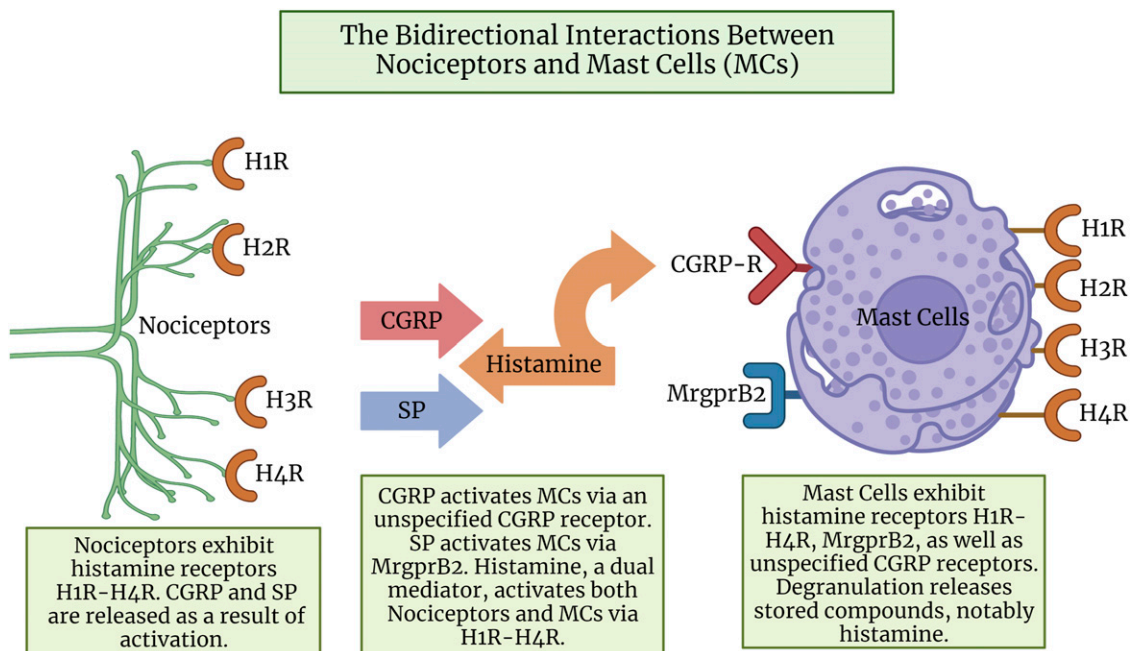 The Bidirectional Interactions Between
Nociceptors and Mast Cells (MCs)
H1R
H2R
Nociceptors
H3R
H4R
CGRP
Histamine
SP
CGRP-R
MrgprB2
Mast Cells
H1R
H2R
H3R
H4R
Nociceptors exhibit
histamine receptors
H1R-H4R. CGRP and SP
are released as a result of
activation.
CGRP activates MCs via an
unspecified CGRP receptor.
SP activates MCs via
MrgprB2. Histamine, a dual
mediator, activates both
Nociceptors and MCs via
H1R-H4R.
Mast Cells exhibit
histamine receptors H1R-
H4R, MrgprB2, as well as
unspecified CGRP receptors.
Degranulation releases
stored compounds, notably
histamine.